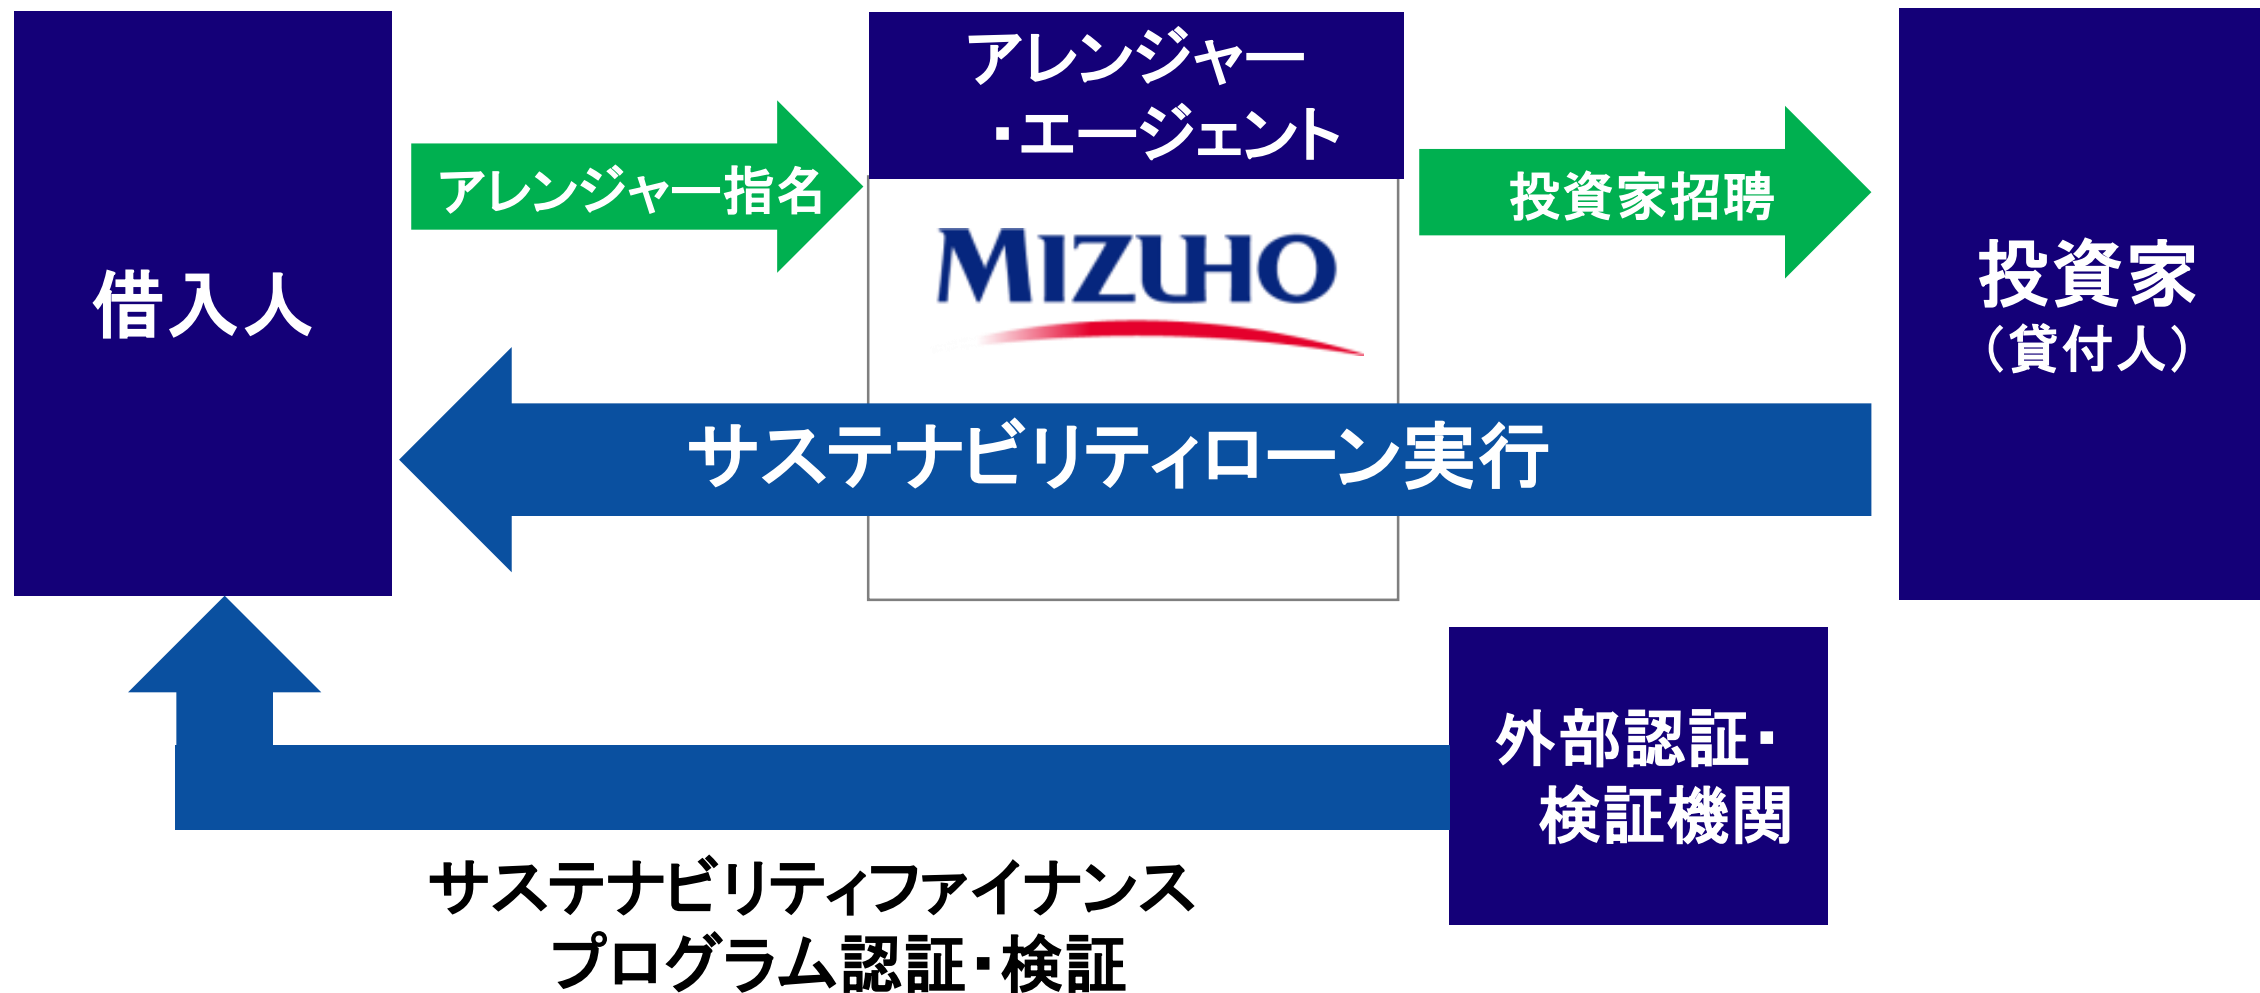 借入人
アレンジャー指名
アレンジャー
・エージェント
MIZUHO
投資家招聘
投資家
（貸付人）
サステナビリティローン実行
外部認証・
検証機関
サステナビリティファイナンス
プログラム認証・検証